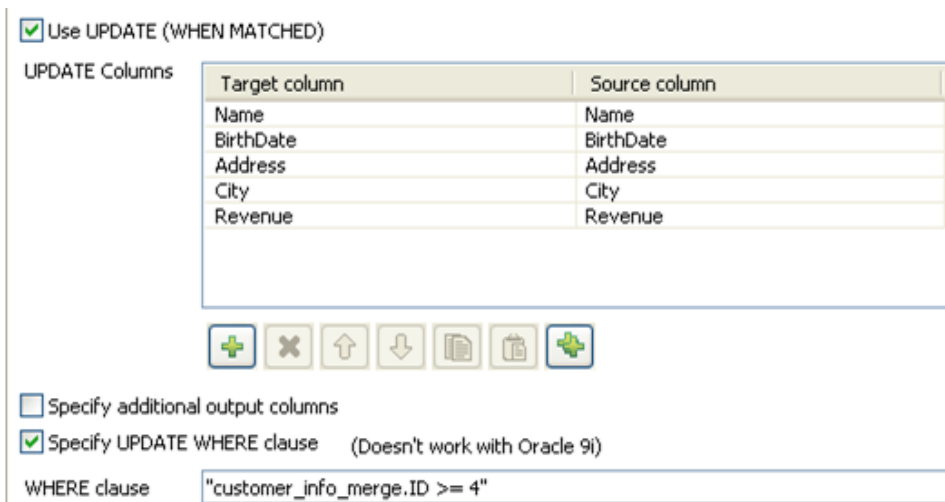 Use UPDATE (WHEN MATCHED)
UPDATE Columns
Target column Source column
Name Name
BirthDate BirthDate
Address Address
City City
Revenue Revenue
Specify additional output columns
Specify UPDATE WHERE clause (Doesn't work with Oracle 9i)
WHERE clause "customer_info_merge.ID >= 4"